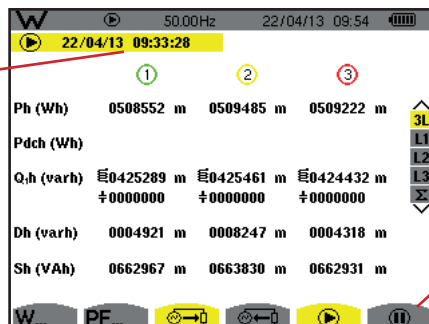 W 50.00Hz 22/04/13 09:54
22/04/13 09:33:28
1 2 3
Ph (Wh) 0508552 m 0509485 m 0509222 m
3L
Pdch (Wh)
L1
L2
Q₁h (varh) 0425289 m 0425461 m 0424432 m
L3
÷0000000 ÷0000000 ÷0000000
Σ
Dh (varh) 0004921 m 0008247 m 0004318 m
Sh (VAh) 0662967 m 0663830 m 0662931 m
W... PF...